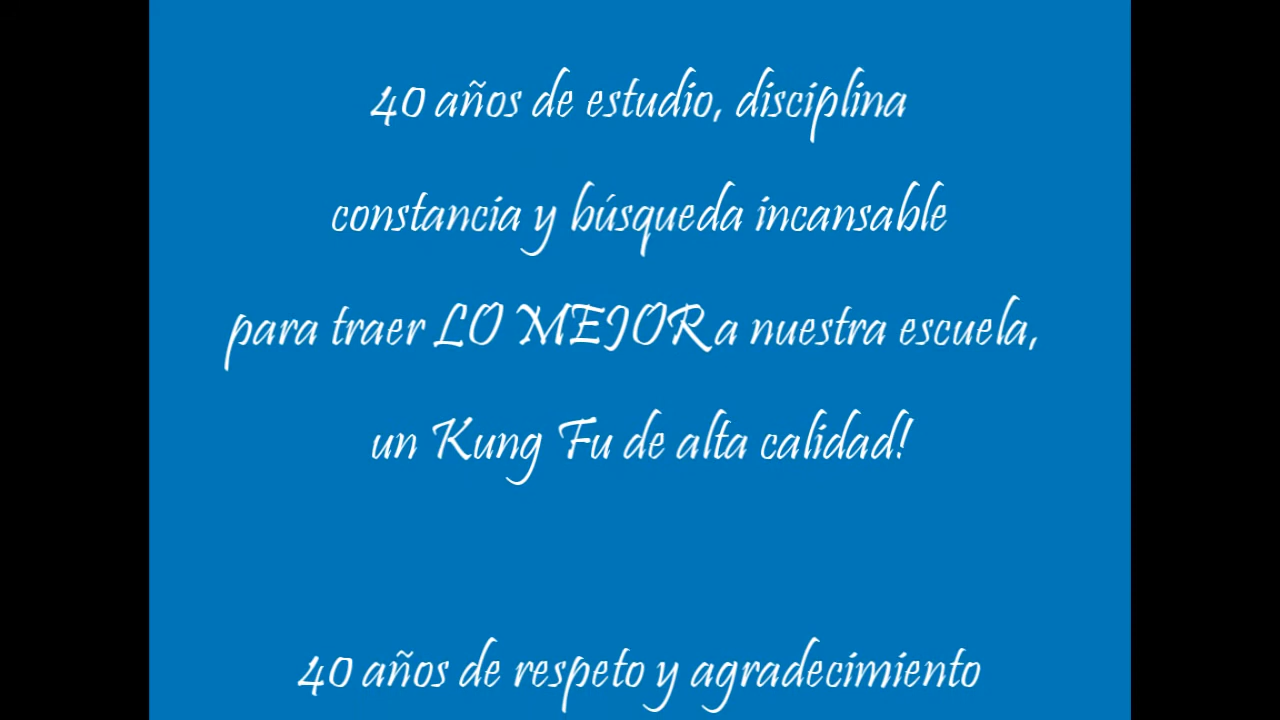 40 años de estudio, disciplina
constancia y búsqueda incansable
para traer LO MEJOR a nuestra escuela,
un Kung Fu de alta calidad!
40 años de respeto y agradecimiento